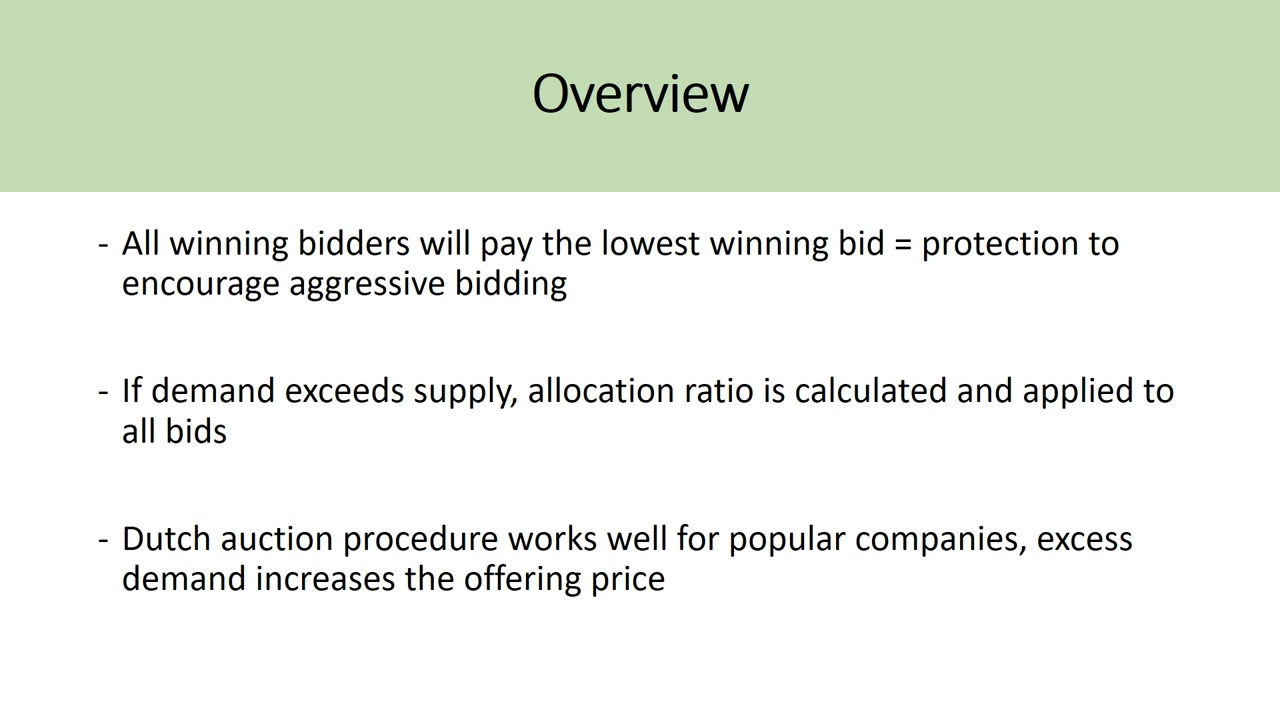 Overview
- All winning bidders will pay the lowest winning bid = protection to
encourage aggressive bidding
- If demand exceeds supply, allocation ratio is calculated and applied to
all bids
- Dutch auction procedure works well for popular companies, excess
demand increases the offering price